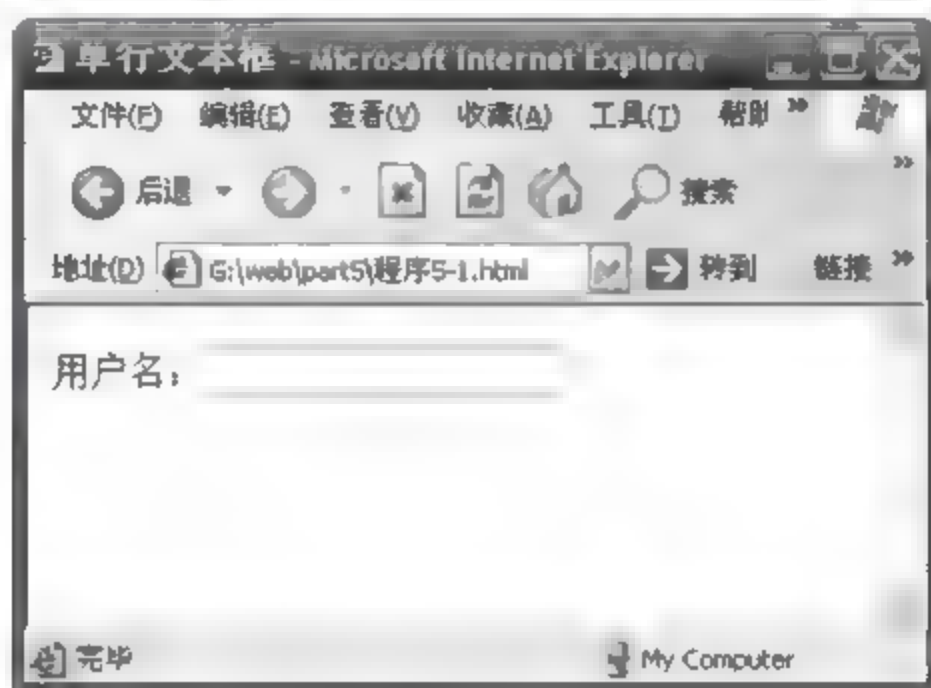 单行文本框 - Microsoft Internet Explorer
文件(F) 编辑(E) 查看(V) 收藏(A) 工具(T) 帮助 »
后退 搜索 »
地址(D) G:\web\part5\程序5-1.html 转到 链接 »
用户名：
完毕 My Computer